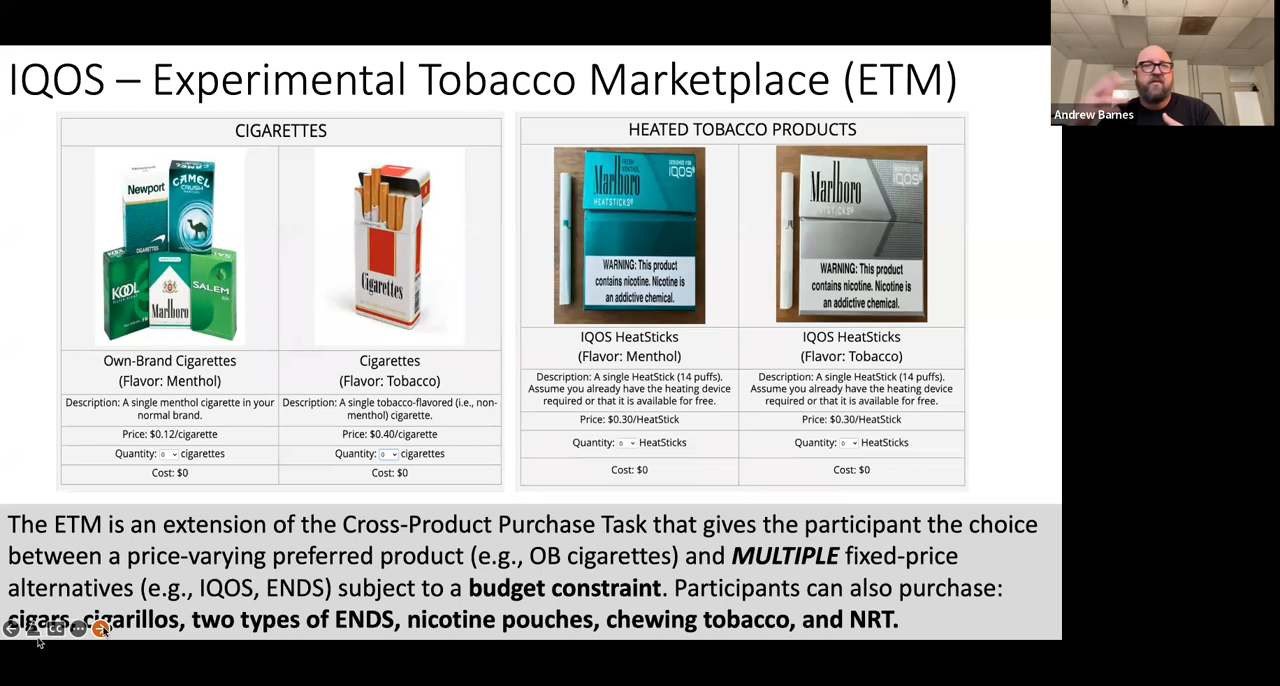 IQOS – Experimental Tobacco Marketplace (ETM)
Andrew Barnes
CIGARETTES
Newport
CIGARETTES
CAMEL
CRUSH
KOOL
Marlboro
SALEM
Cigarettes
Own-Brand Cigarettes
(Flavor: Menthol)
Description: A single menthol cigarette in your
normal brand.
Price: $0.12/cigarette
Quantity: 0 cigarettes
Cost: $0
Cigarettes
(Flavor: Tobacco)
Description: A single tobacco-flavored (i.e., non-
menthol) cigarette.
Price: $0.40/cigarette
Quantity: 0 cigarettes
Cost: $0
HEATED TOBACCO PRODUCTS
FRESH
MENTHOL
Marlboro
HEATSTICKS®
DESIGNED FOR
IQOS
WARNING: This product
contains nicotine. Nicotine is
an addictive chemical.
Marlboro
HEATSTICKS®
IQOS
WARNING: This product
contains nicotine. Nicotine is
an addictive chemical.
IQOS HeatSticks
(Flavor: Menthol)
Description: A single HeatStick (14 puffs).
Assume you already have the heating device
required or that it is available for free.
Price: $0.30/HeatStick
Quantity: 0 HeatSticks
Cost: $0
IQOS HeatSticks
(Flavor: Tobacco)
Description: A single HeatStick (14 puffs).
Assume you already have the heating device
required or that it is available for free.
Price: $0.30/HeatStick
Quantity: 0 HeatSticks
Cost: $0
The ETM is an extension of the Cross-Product Purchase Task that gives the participant the choice
between a price-varying preferred product (e.g., OB cigarettes) and MULTIPLE fixed-price
alternatives (e.g., IQOS, ENDS) subject to a budget constraint. Participants can also purchase:
cigars, cigarillos, two types of ENDS, nicotine pouches, chewing tobacco, and NRT.
CC